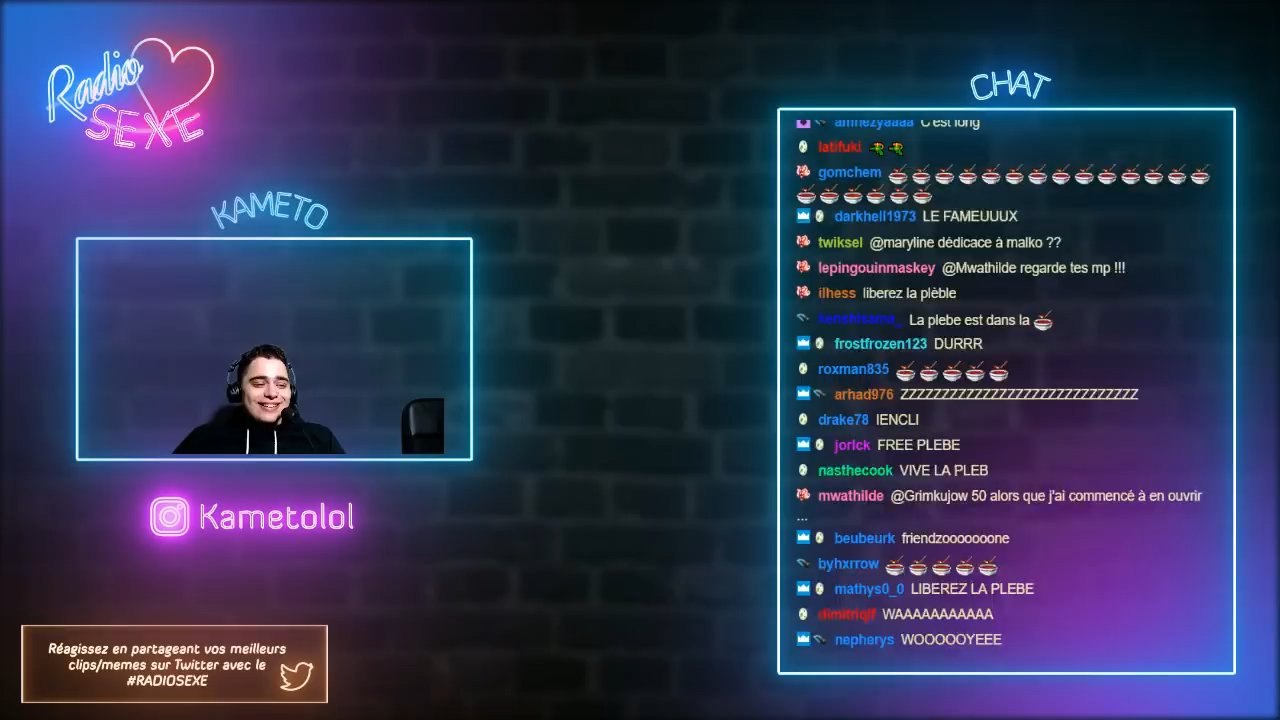 Radio
SEXE
KAMETO
Kametolol
Réagissez en partageant vos meilleurs
clips/memes sur Twitter avec le
#RADIOSEXE
CHAT
amnezyaaaa C'est long
latifuki
gomchem
darkhell1973 LE FAMEUUUX
twiksel @maryline dédicace à malko ??
lepingouinmaskey @Mwathilde regarde tes mp !!!
ilhess liberez la plèble
kenshisama_ La plebe est dans la
frostfrozen123 DURRR
roxman835
arhad976 ZZZZZZZZZZZZZZZZZZZZZZZZZZZZZ
drake78 IENCLI
jorick FREE PLEBE
nasthecook VIVE LA PLEB
mwathilde @Grimkujow 50 alors que j'ai commencé à en ouvrir
...
beubeurk friendzooooooone
byhxrrow
mathys0_0 LIBEREZ LA PLEBE
WAAAAAAAAAAA
nepherys WOOOOOYEEE